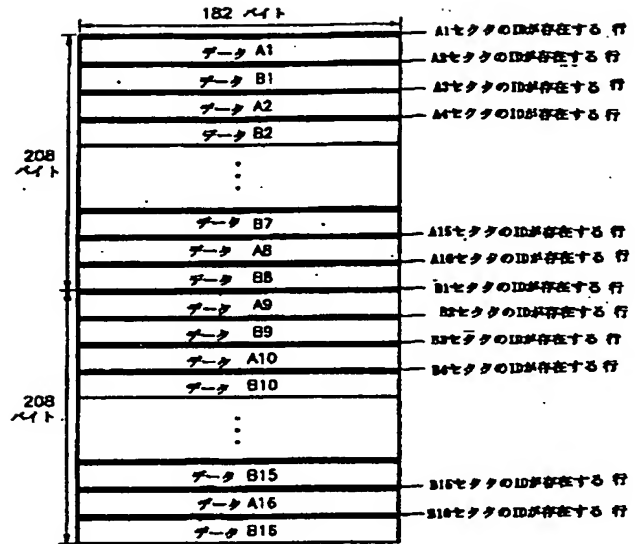 182 バイト
A1セクタのIDが存在する 行
データ A1
A2セクタのIDが存在する 行
データ B1
A3セクタのIDが存在する 行
データ A2
A4セクタのIDが存在する 行
データ B2
208
バイト
データ B7
A15セクタのIDが存在する 行
データ A8
A16セクタのIDが存在する 行
データ B8
B1セクタのIDが存在する 行
データ A9
B2セクタのIDが存在する 行
データ B9
B3セクタのIDが存在する 行
データ A10
セクタのIDが存在する 行
データ B10
208
バイト
データ B15
B15セクタのIDが存在する 行
データ A16
B16セクタのIDが存在する 行
データ B16